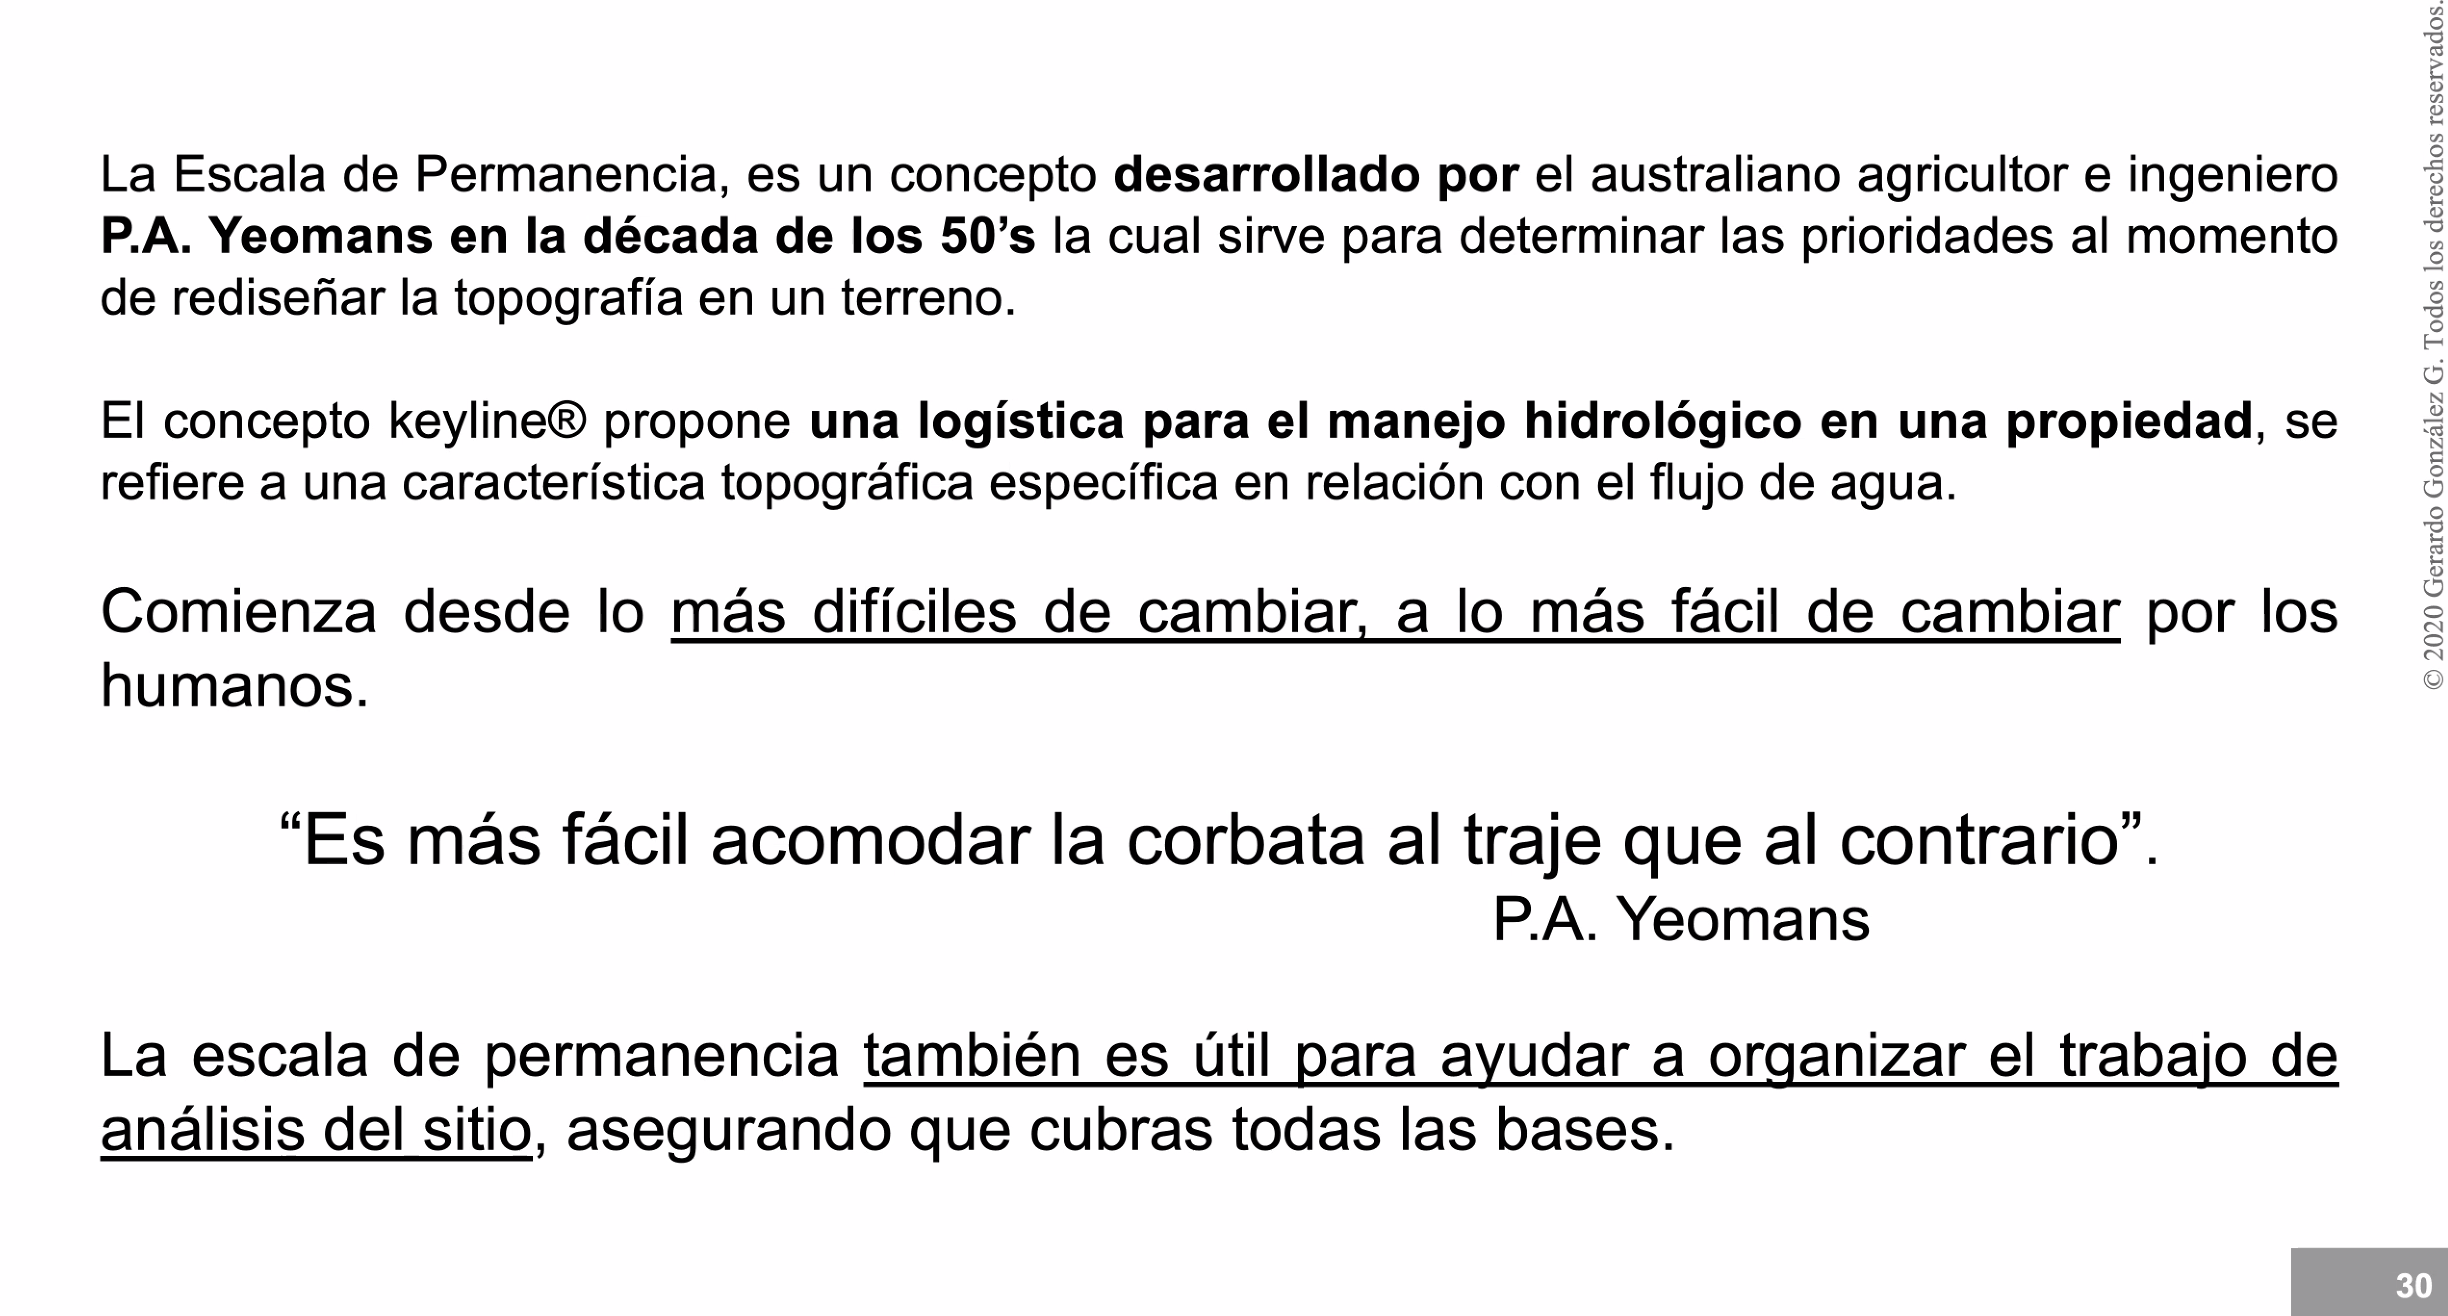 La Escala de Permanencia, es un concepto desarrollado por el australiano agricultor e ingeniero
P.A. Yeomans en la década de los 50’s la cual sirve para determinar las prioridades al momento
de rediseñar la topografía en un terreno.
El concepto keyline® propone una logística para el manejo hidrológico en una propiedad, se
refiere a una característica topográfica específica en relación con el flujo de agua.
Comienza desde lo más difíciles de cambiar, a lo más fácil de cambiar por los
humanos.
“Es más fácil acomodar la corbata al traje que al contrario”.
P.A. Yeomans
La escala de permanencia también es útil para ayudar a organizar el trabajo de
análisis del sitio, asegurando que cubras todas las bases.
© 2020 Gerardo González G. Todos los derechos reservados.
30